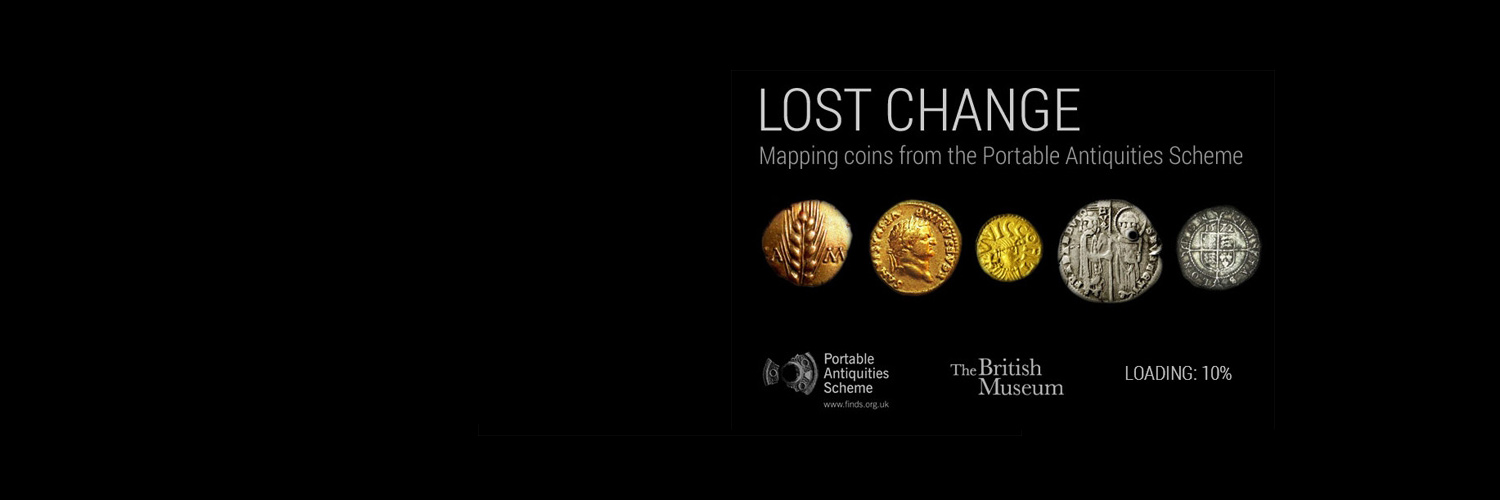 LOST CHANGE
Mapping coins from the Portable Antiquities Scheme
Portable
Antiquities
Scheme
www.finds.org.uk
The British
Museum
LOADING: 10%